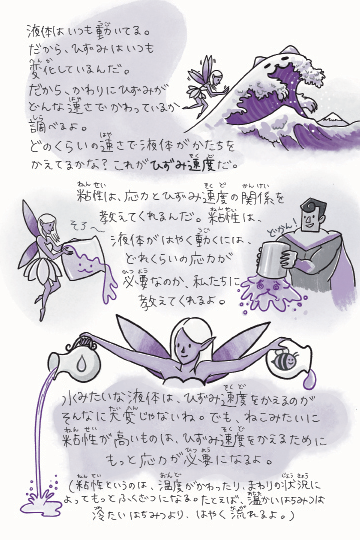 液体はいつも動いてる。
だから、ひずみはいつも
変化しているんだ。
だから、かわりにひずみが
どんな速さでかわっているか
調べるよ。
どのくらいの速さで液体がかたちを
かえてるかな? これがひずみ速度だ。
粘性は、応力とひずみ速度の関係を
教えてくれるんだ。粘性は、
液体がはやく動くには、
どれくらいの応力が
必要なのか、私たちに
教えてくれるよ。
そろ〜
どかん!
水みたいな液体は、ひずみ速度をかえるのが
そんなに大変じゃないね。でも、ねこみたいに
粘性が高いものは、ひずみ速度をかえるために
もっと応力が必要になるよ。
(粘性というのは、温度がかわったり、まわりの状況に
よってもっとふくざつになる。たとえば、温かいはちみつは
冷たいはちみつより、はやく流れるよ。)